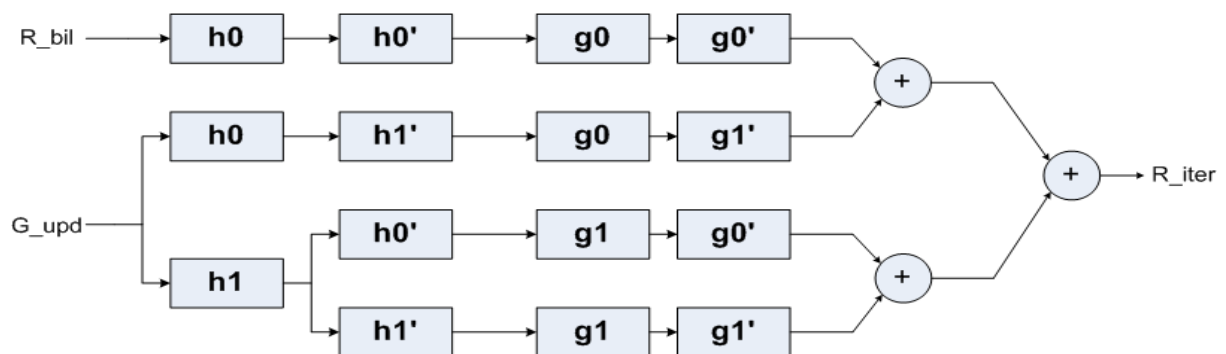 R_bil h0 h0' g0 g0'
+
h0 h1' g0 g1'
+ R_iter
G_upd
h0' g1 g0'
h1
+
h1' g1 g1'